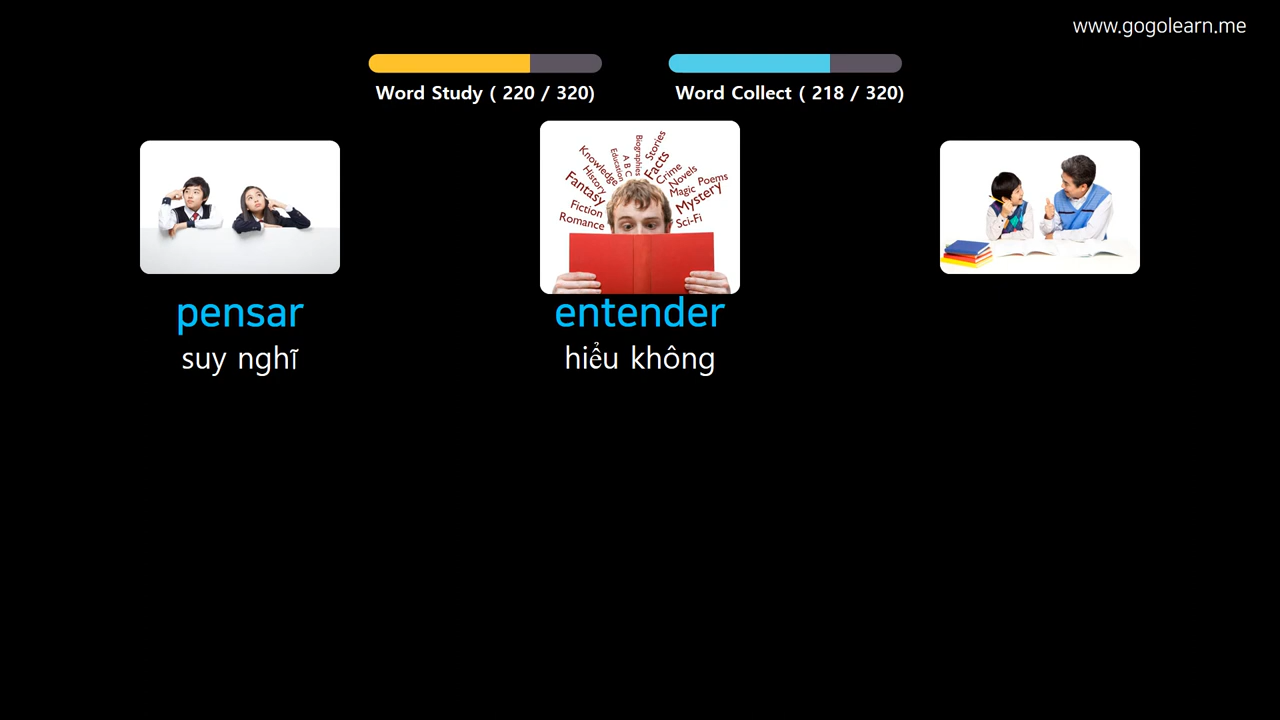 www.gogolearn.me
Word Study ( 220 / 320)
Word Collect ( 218 / 320)
Knowledge
History
Fantasy
Fiction
Romance
Education
A B C
Biographies
Stories
Facts
Crime
Novels
Magic
Poems
Mystery
Sci-Fi
pensar
entender
suy nghĩ
hiểu không